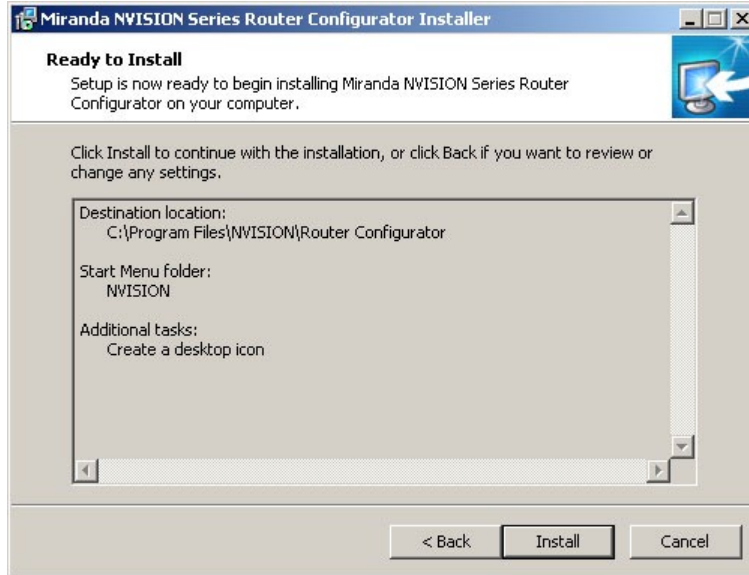 Miranda NVISION Series Router Configurator Installer
Ready to Install
Setup is now ready to begin installing Miranda NVISION Series Router
Configurator on your computer.
Click Install to continue with the installation, or click Back if you want to review or
change any settings.
Destination location:
C:\Program Files\NVISION\Router Configurator
Start Menu folder:
NVISION
Additional tasks:
Create a desktop icon
< Back Install Cancel